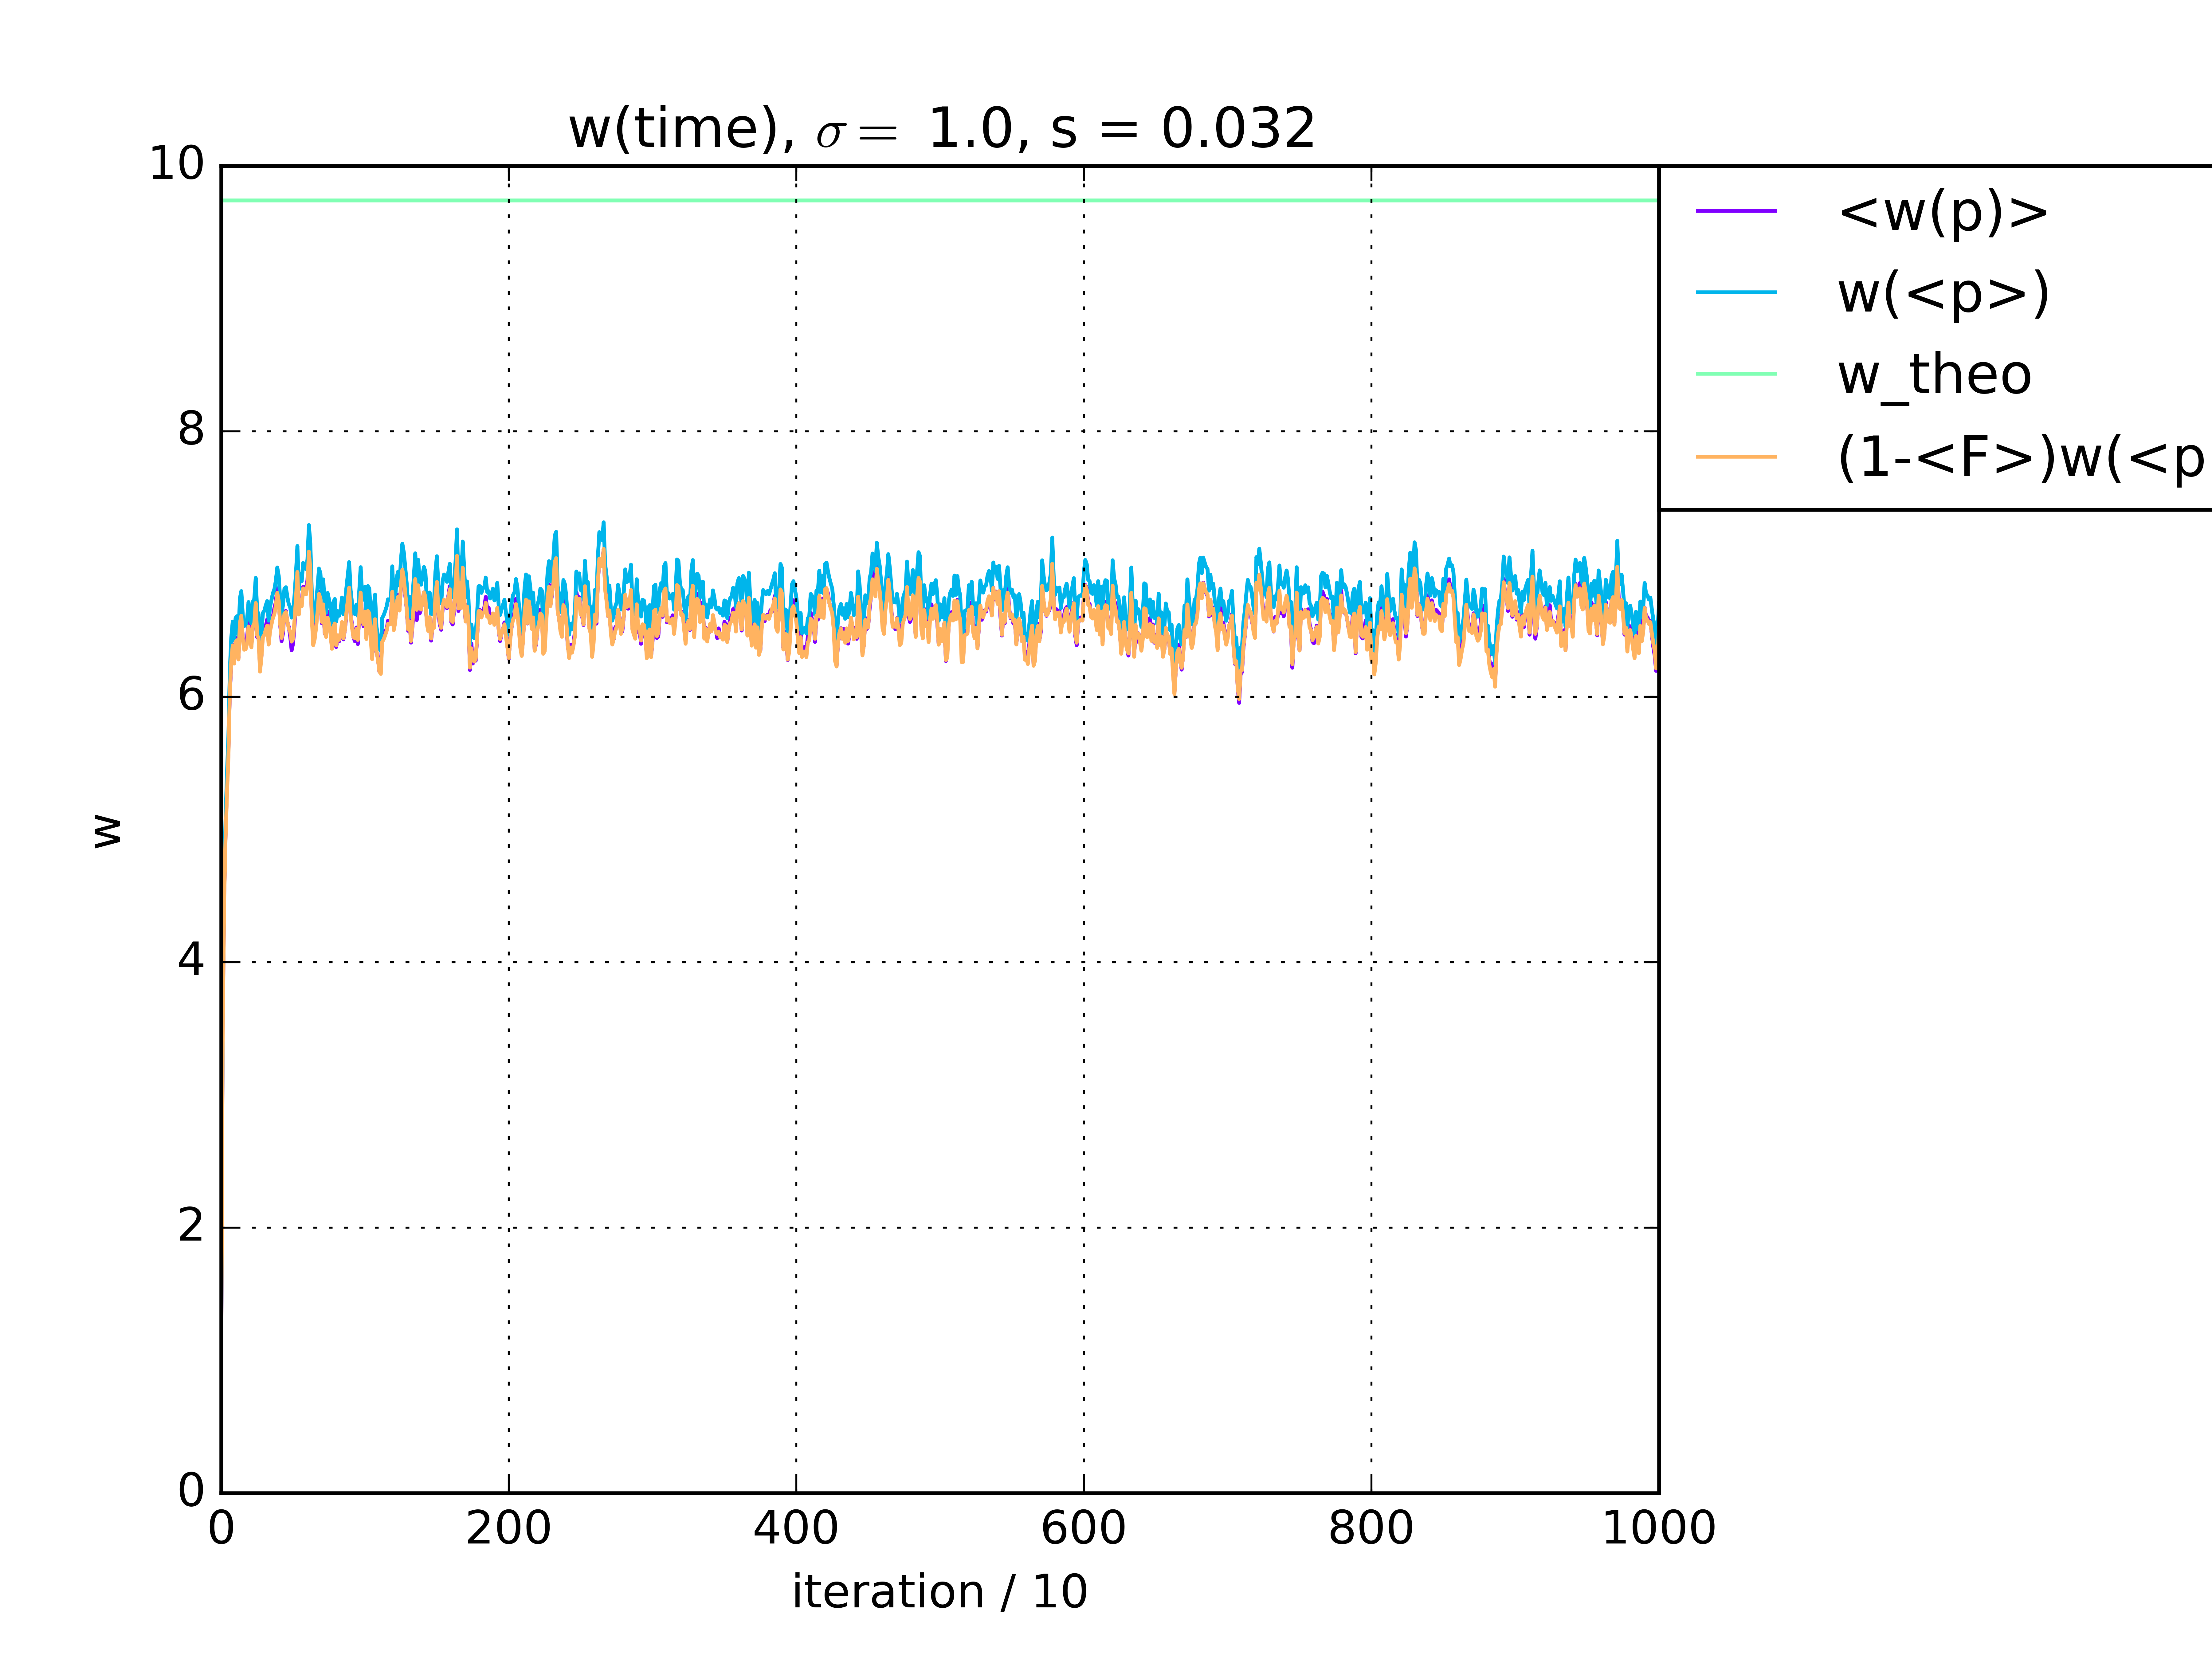 w(time), σ = 1.0, s = 0.032
10
8
6
4
2
0
w
0 200 400 600 800 1000
iteration / 10
<w(p)>
w(<p>)
w_theo
(1-<F>)w(<p